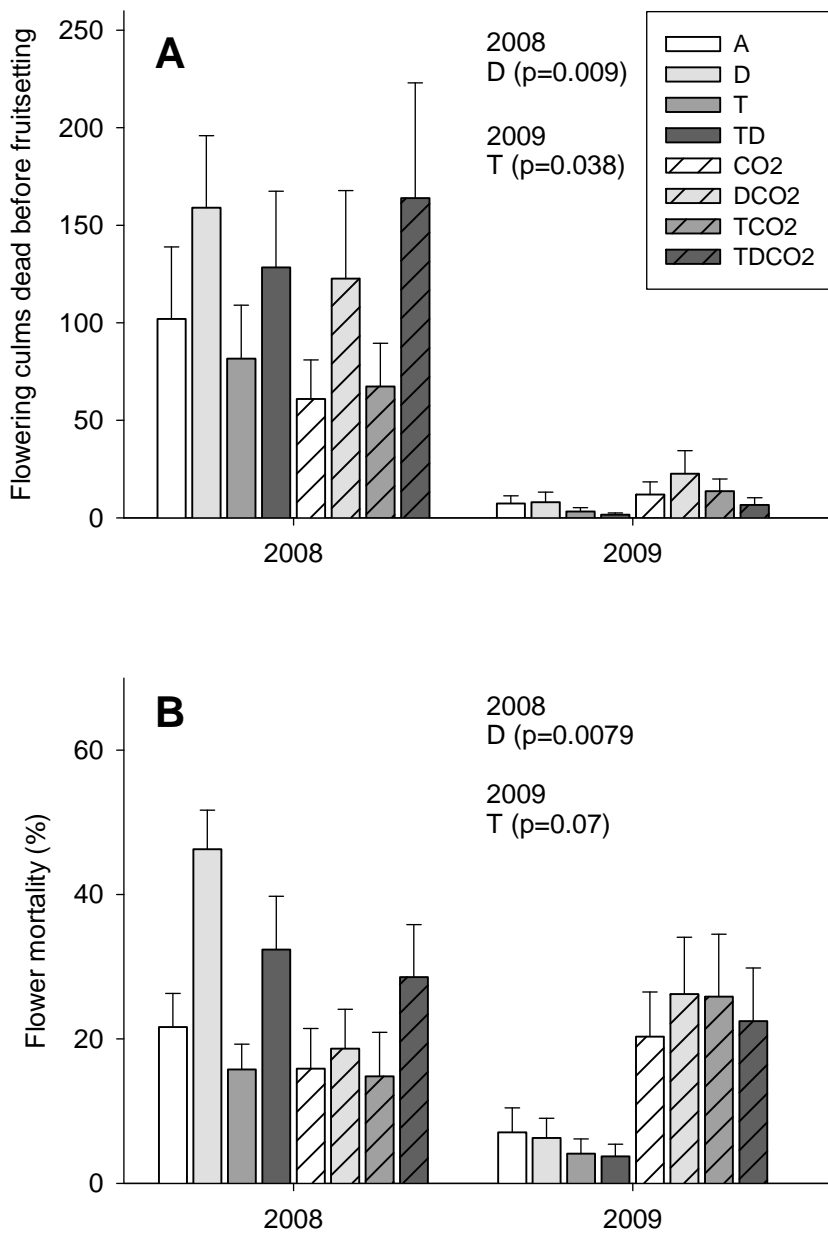 250
200
150
100
50
0
Flowering culms dead before fruitsetting
A
2008
D (p=0.009)
2009
T (p=0.038)
A
D
T
TD
CO2
DCO2
TCO2
TDCO2
2008
2009
60
40
20
0
Flower mortality (%)
B
2008
D (p=0.0079
2009
T (p=0.07)
2008
2009